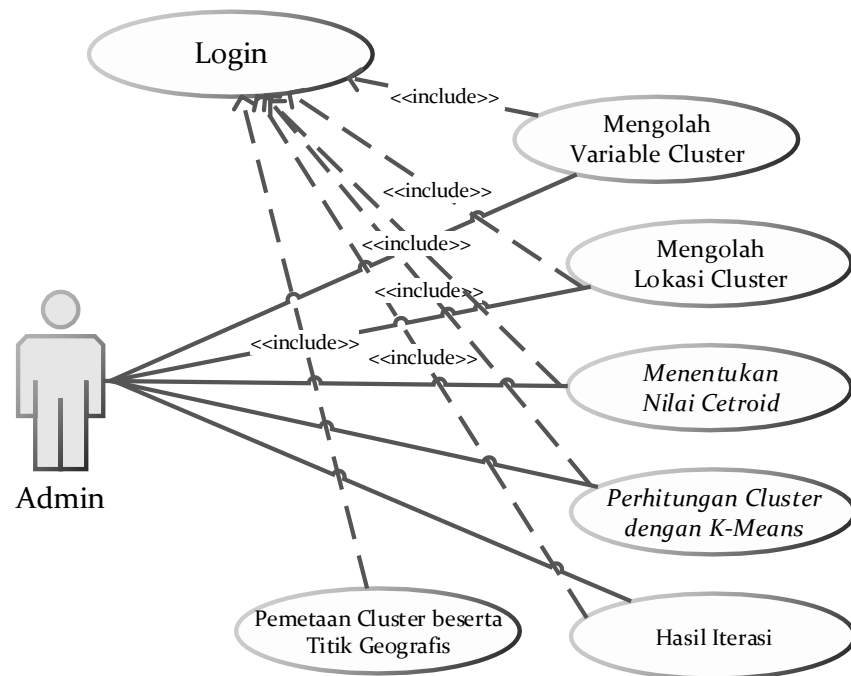 Login
<<include>>
Mengolah
Variable Cluster
<<include>>
<<include>>
Mengolah
Lokasi Cluster
<<include>>
<<include>>
<<include>>
Menentukan
Nilai Cetroid
Admin
Perhitungan Cluster
dengan K-Means
Pemetaan Cluster beserta
Titik Geografis
Hasil Iterasi